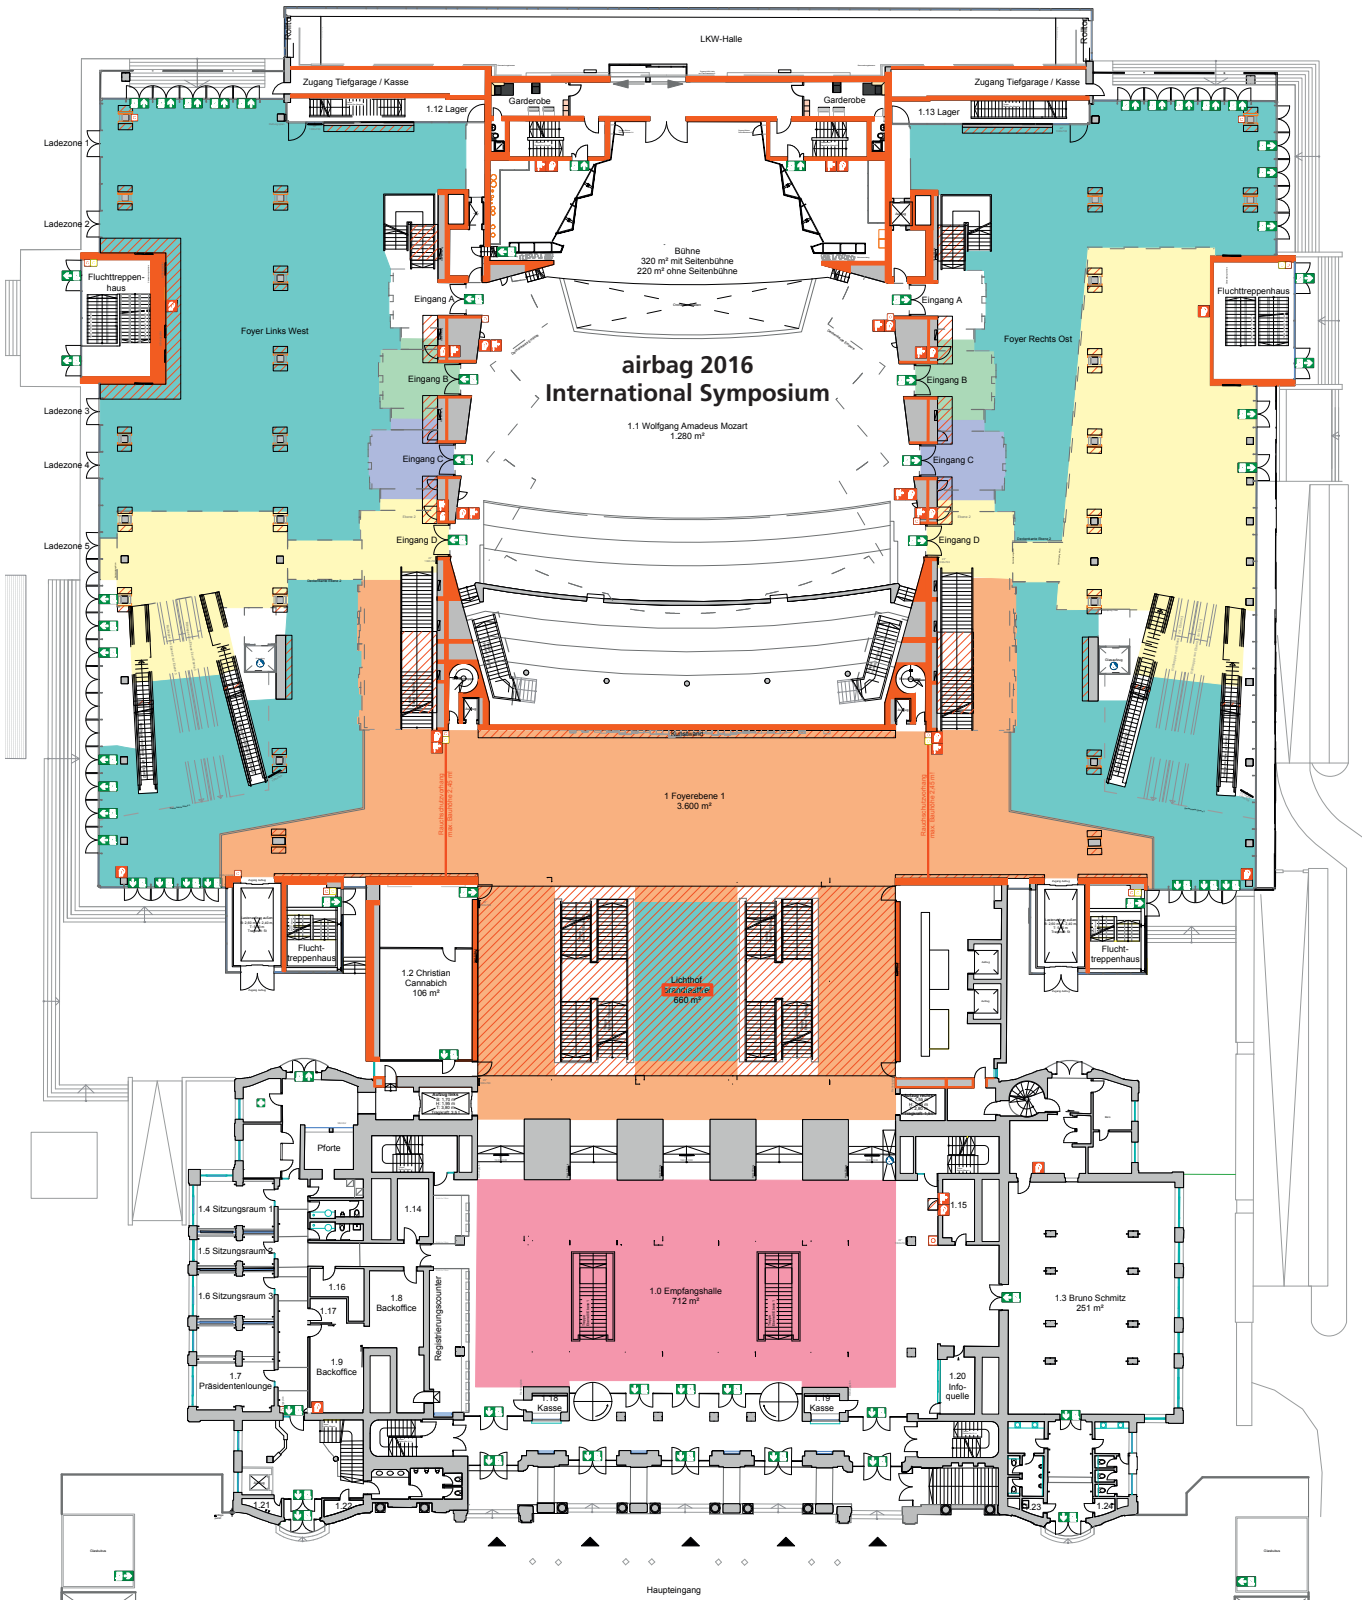 LKW-Halle
Rolltor
Rolltor
Zugang Tiefgarage / Kasse
Zugang Tiefgarage / Kasse
Garderobe
Garderobe
1.12 Lager
1.13 Lager
Ladezone 1
Ladezone 2
Bühne
320 m² mit Seitenbühne
220 m² ohne Seitenbühne
Fluchttreppen-
haus
Fluchttreppenhaus
Eingang A
Eingang A
Foyer Links West
Foyer Rechts Ost
airbag 2016
International Symposium
Eingang B
Eingang B
Ladezone 3
1.1 Wolfgang Amadeus Mozart
1.280 m²
Ladezone 4
Eingang C
Eingang C
Ladezone 5
Eingang D
Eingang D
Kunstwand
Rauchschutzvorhang
Rauchschutzvorhang
1 Foyerebene 1
3.600 m²
Flucht-
treppenhaus
Flucht-
treppenhaus
1.2 Christian
Cannabich
106 m²
Lichthof
brandlastfrei
660 m²
Pforte
1.4 Sitzungsraum 1
1.14
1.15
1.5 Sitzungsraum 2
1.6 Sitzungsraum 3
1.16
1.17
1.8
Backoffice
Registrierungscounter
1.0 Empfangshalle
712 m²
1.3 Bruno Schmitz
251 m²
1.7
Präsidentenlounge
1.9
Backoffice
1.20
Info-
quelle
1.18
Kasse
1.19
Kasse
1.21
1.22
1.23
1.24
Haupteingang